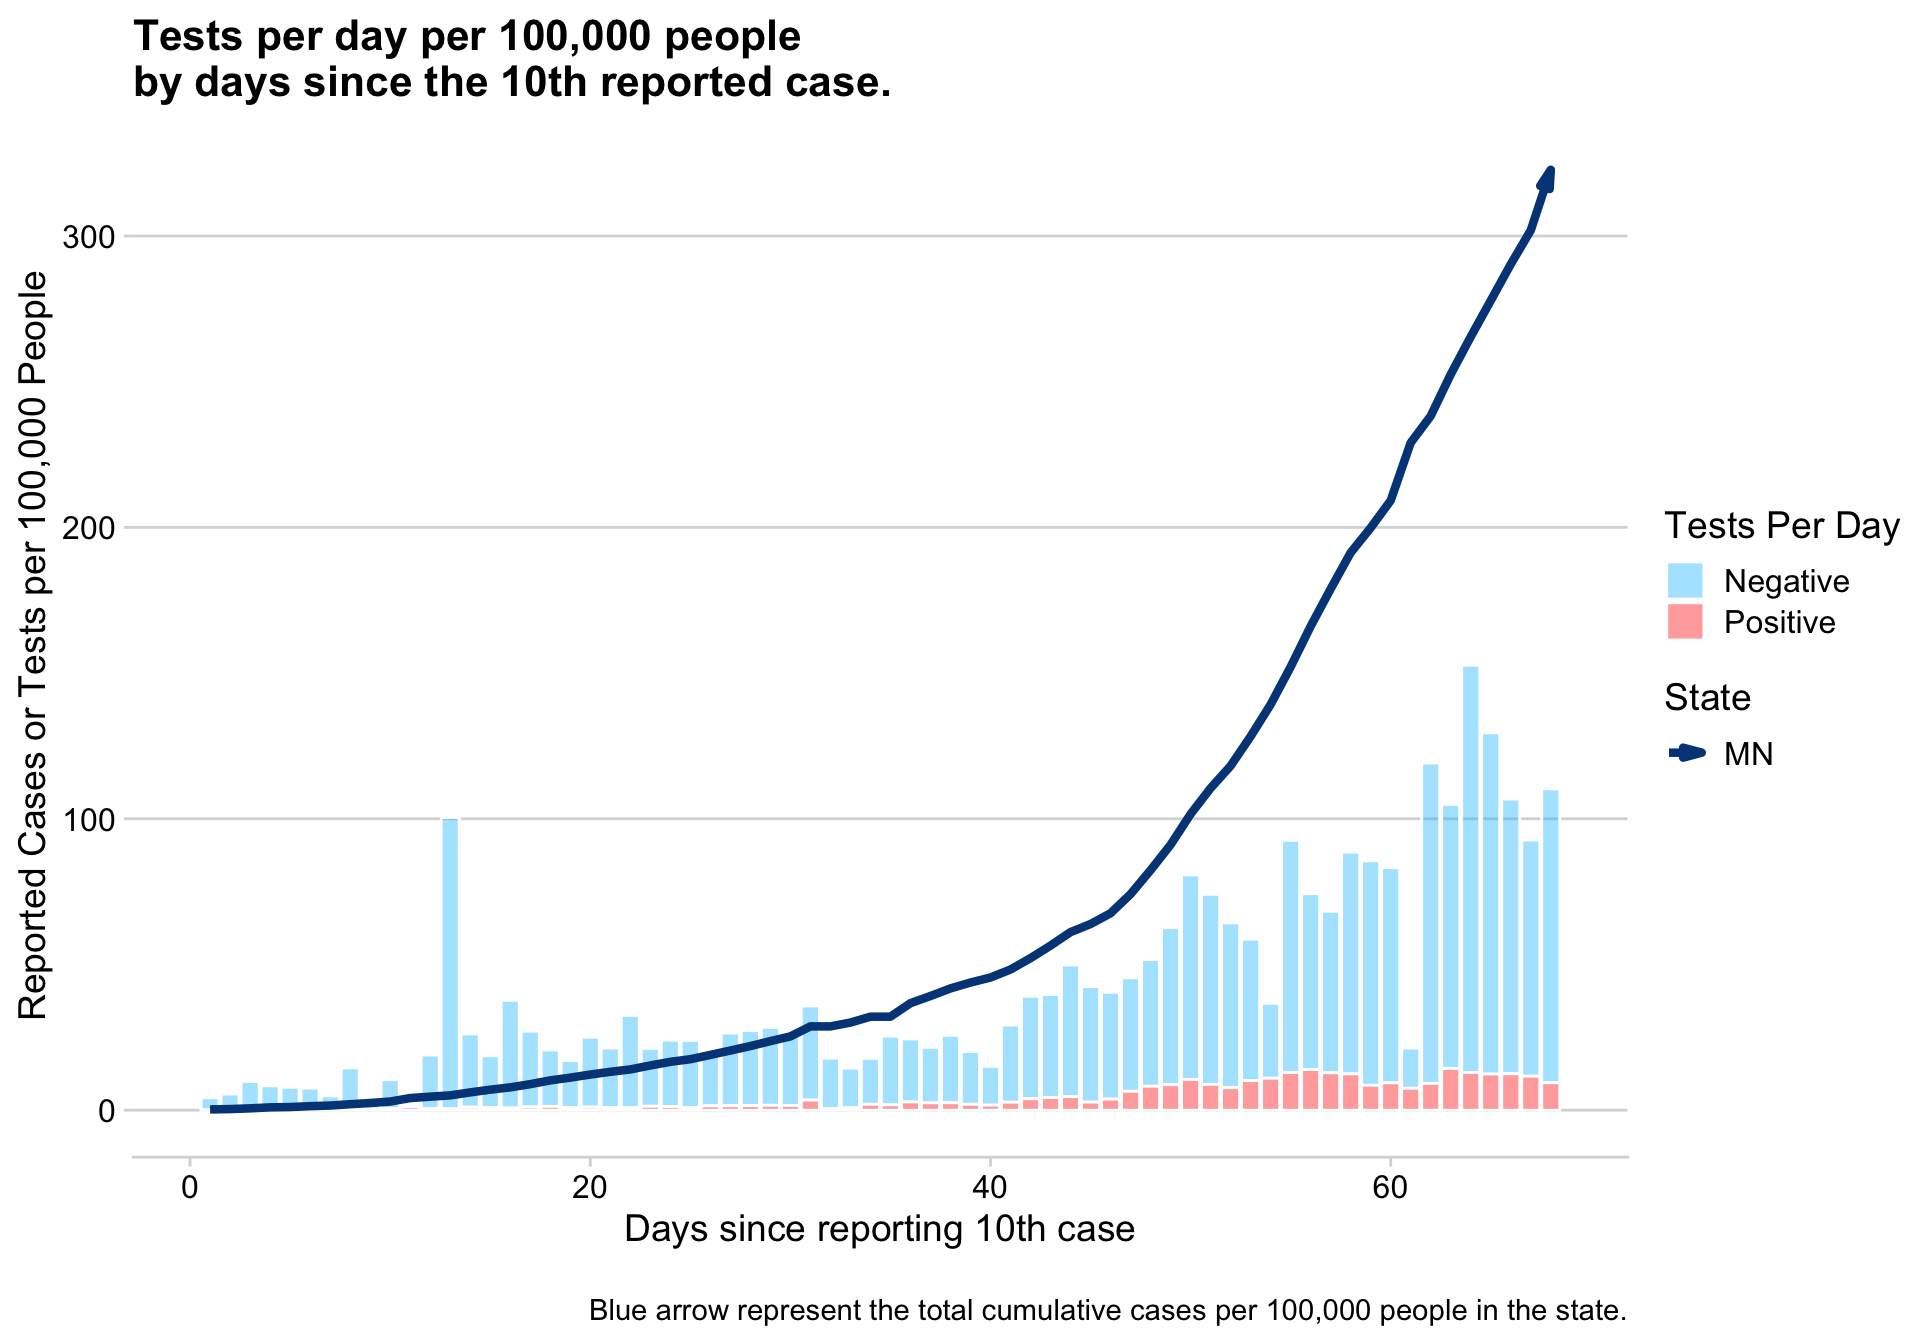 Tests per day per 100,000 people
by days since the 10th reported case.
Reported Cases or Tests per 100,000 People
300
200
100
0
0
20
40
60
Days since reporting 10th case
Tests Per Day
Negative
Positive
State
MN
Blue arrow represent the total cumulative cases per 100,000 people in the state.